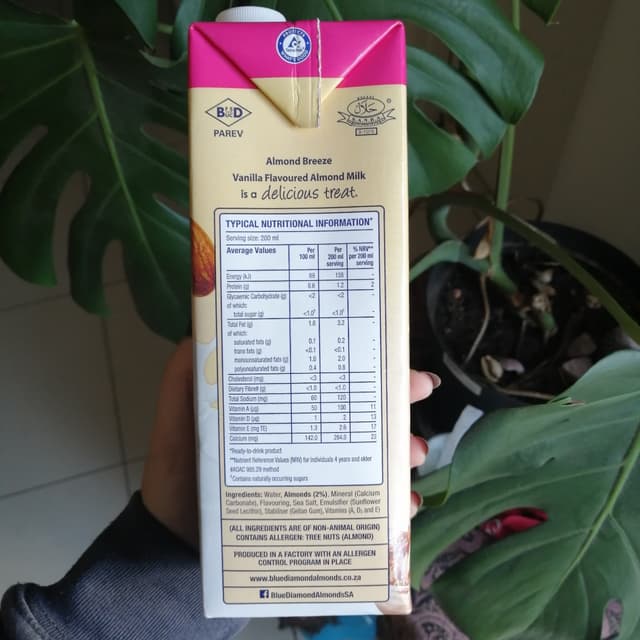 BUD
PAREV
Almond Breeze
Vanilla Flavoured Almond Milk
is a delicious treat.
TYPICAL NUTRITIONAL INFORMATION*
Serving size: 200 ml
Average Values Per 100 ml Per 200 ml serving % NRV** per 200 ml serving
Energy (kJ) 69 138 -
Protein (g) 0.6 1.2 2
Glycaemic Carbohydrate (g) <2 <2 -
of which:
total sugar (g) <1.0† <1.0† -
Total Fat (g) 1.6 3.2 -
of which:
saturated fats (g) 0.1 0.2 -
trans fats (g) <0.1 <0.1 -
monounsaturated fats (g) 1.0 2.0 -
polyunsaturated fats (g) 0.4 0.8 -
Cholesterol (mg) <3 <3 -
Dietary Fibre# (g) <1.0 <1.0 -
Total Sodium (mg) 60 120 -
Vitamin A (µg) 50 100 11
Vitamin D (µg) 1 2 13
Vitamin E (mg TE) 1.3 2.6 17
Calcium (mg) 142.0 284.0 22
*Ready-to-drink product
**Nutrient Reference Values (NRV) for individuals 4 years and older
#AOAC 985.29 method
†Contains naturally occurring sugars
Ingredients: Water, Almonds (2%), Mineral (Calcium
Carbonate), Flavouring, Sea Salt, Emulsifier (Sunflower
Seed Lecithin), Stabiliser (Gellan Gum), Vitamins (A, D2 and E)
(ALL INGREDIENTS ARE OF NON-ANIMAL ORIGIN)
CONTAINS ALLERGEN: TREE NUTS (ALMOND)
PRODUCED IN A FACTORY WITH AN ALLERGEN
CONTROL PROGRAM IN PLACE
www.bluediamondalmonds.co.za
BlueDiamondAlmondsSA